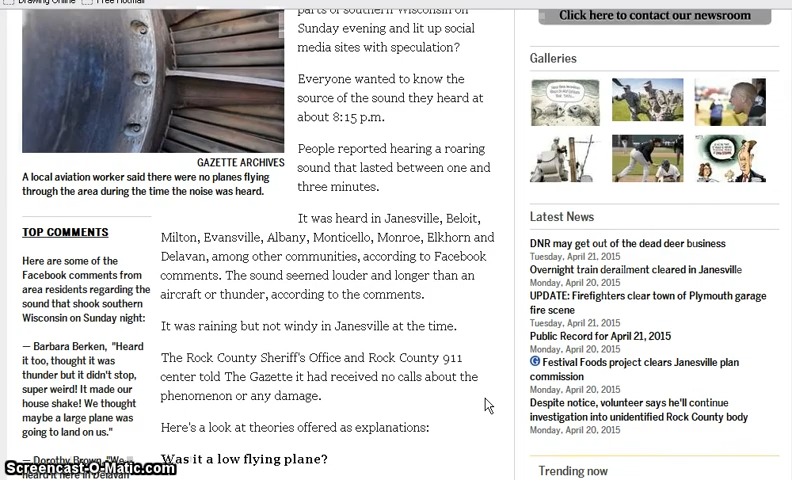 Drawing Online Free Hotmail
parts of southern Wisconsin on
Sunday evening and lit up social
media sites with speculation?
Everyone wanted to know the
source of the sound they heard at
about 8:15 p.m.
People reported hearing a roaring
sound that lasted between one and
three minutes.
GAZETTE ARCHIVES
A local aviation worker said there were no planes flying
through the area during the time the noise was heard.
It was heard in Janesville, Beloit,
Milton, Evansville, Albany, Monticello, Monroe, Elkhorn and
Delavan, among other communities, according to Facebook
comments. The sound seemed louder and longer than an
aircraft or thunder, according to the comments.
It was raining but not windy in Janesville at the time.
The Rock County Sheriff's Office and Rock County 911
center told The Gazette it had received no calls about the
phenomenon or any damage.
Here's a look at theories offered as explanations:
Was it a low flying plane?
TOP COMMENTS
Here are some of the
Facebook comments from
area residents regarding the
sound that shook southern
Wisconsin on Sunday night:
— Barbara Berken, "Heard
it too, thought it was
thunder but it didn't stop,
super weird! It made our
house shake! We thought
maybe a large plane was
going to land on us."
— Dorothy Brown, "We
heard it here in Delavan
Screencast-O-Matic.com
Click here to contact our newsroom
Galleries
Latest News
DNR may get out of the dead deer business
Tuesday, April 21, 2015
Overnight train derailment cleared in Janesville
Monday, April 20, 2015
UPDATE: Firefighters clear town of Plymouth garage
fire scene
Tuesday, April 21, 2015
Public Record for April 21, 2015
Monday, April 20, 2015
G Festival Foods project clears Janesville plan
commission
Monday, April 20, 2015
Despite notice, volunteer says he'll continue
investigation into unidentified Rock County body
Monday, April 20, 2015
Trending now